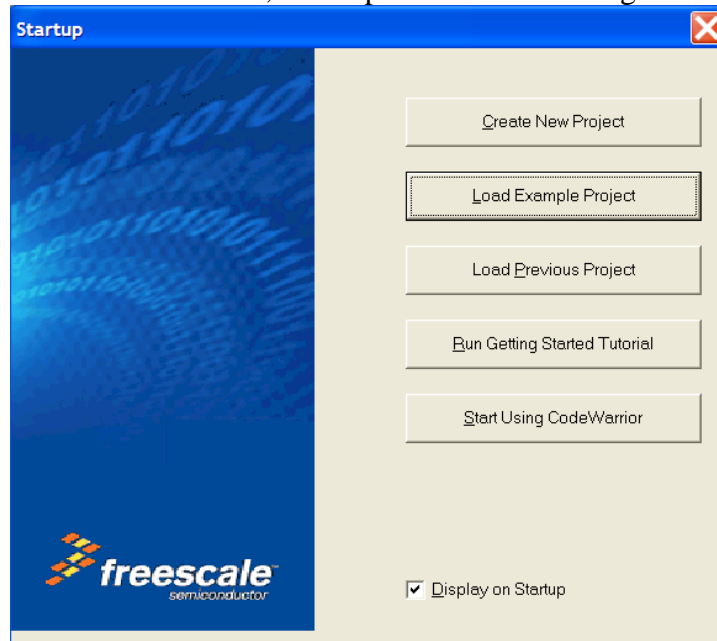 Startup
Create New Project
Load Example Project
Load Previous Project
Run Getting Started Tutorial
Start Using CodeWarrior
freescale™
semiconductor
Display on Startup